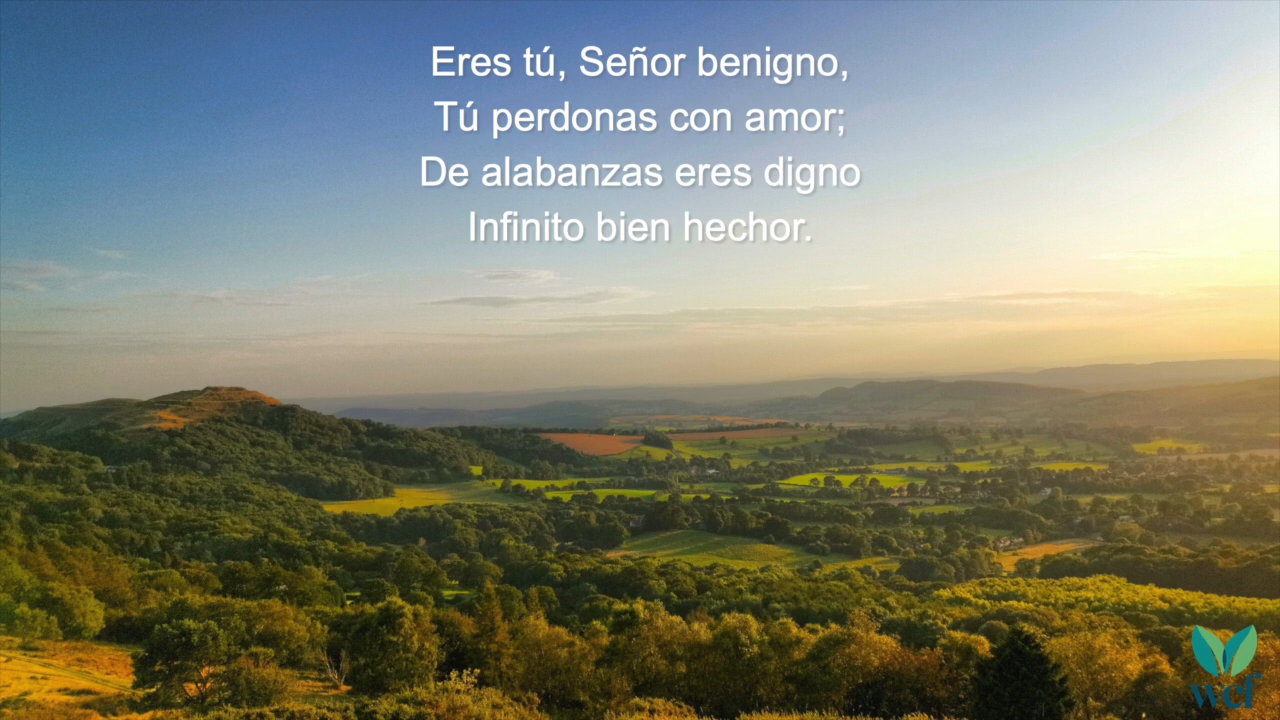 Eres tú, Señor benigno,
Tú perdonas con amor;
De alabanzas eres digno
Infinito bien hechor.
wcf